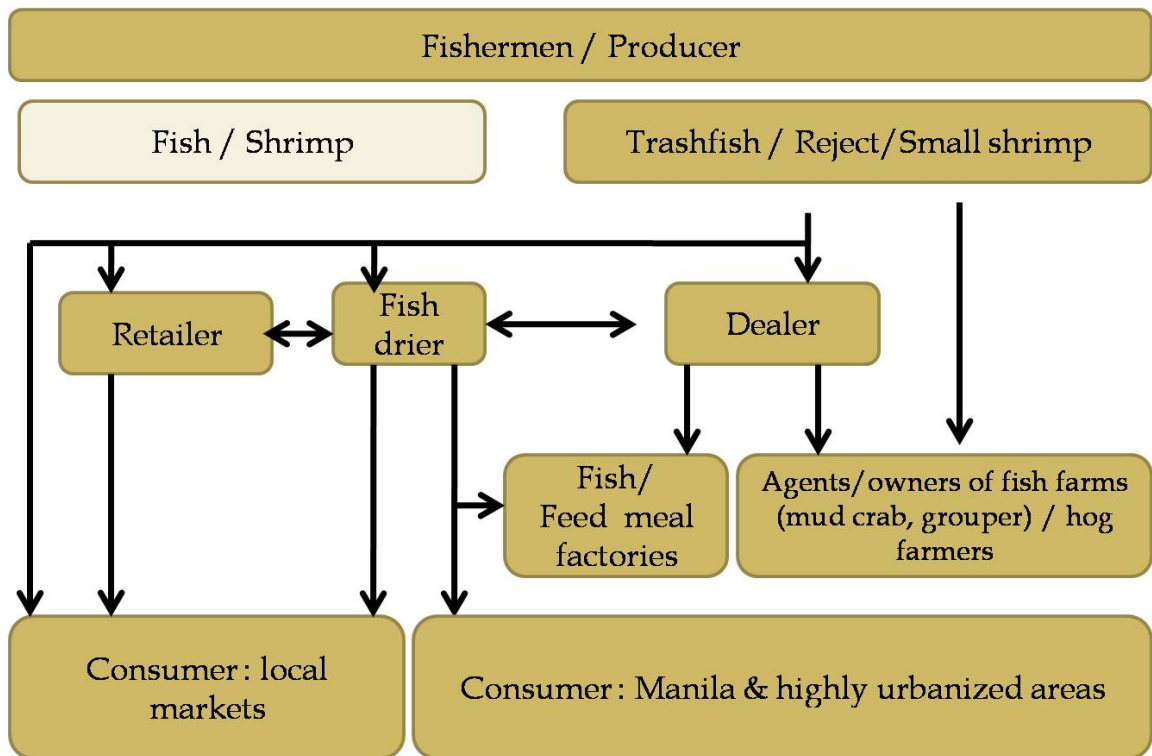 Fishermen / Producer
Fish / Shrimp
Trashfish / Reject/Small shrimp
Retailer
Fish
drier
Dealer
Fish/
Feed meal
factories
Agents/owners of fish farms
(mud crab, grouper) / hog
farmers
Consumer: local
markets
Consumer: Manila & highly urbanized areas